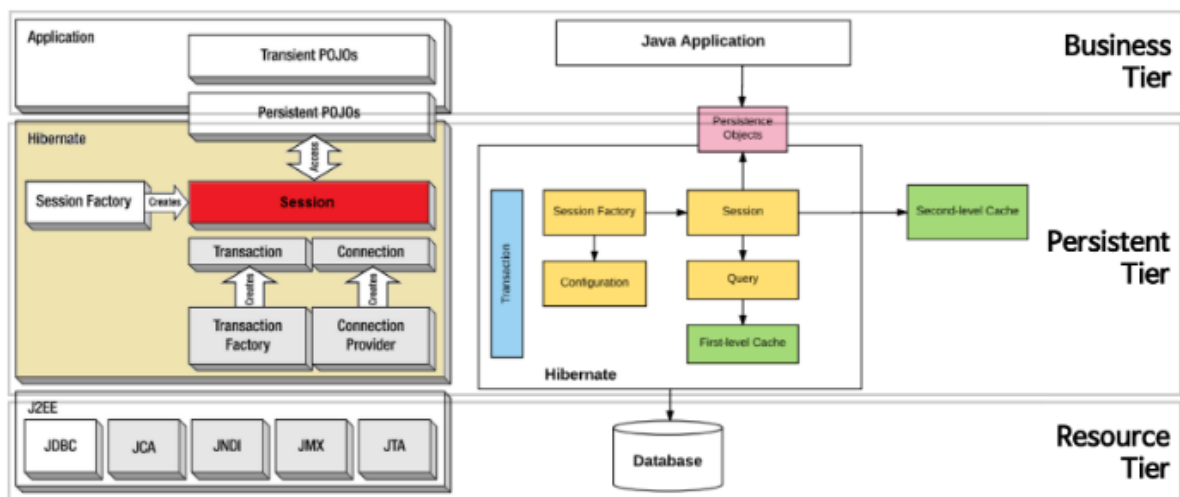 Application
Transient POJOs
Persistent POJOs
Hibernate
Access
Session Factory
Creates
Session
Transaction
Connection
Creates
Creates
Transaction
Factory
Connection
Provider
J2EE
JDBC
JCA
JNDI
JMX
JTA
Java Application
Persistence
Objects
Transaction
Session Factory
Session
Second-level Cache
Configuration
Query
First-level Cache
Hibernate
Database
Business
Tier
Persistent
Tier
Resource
Tier